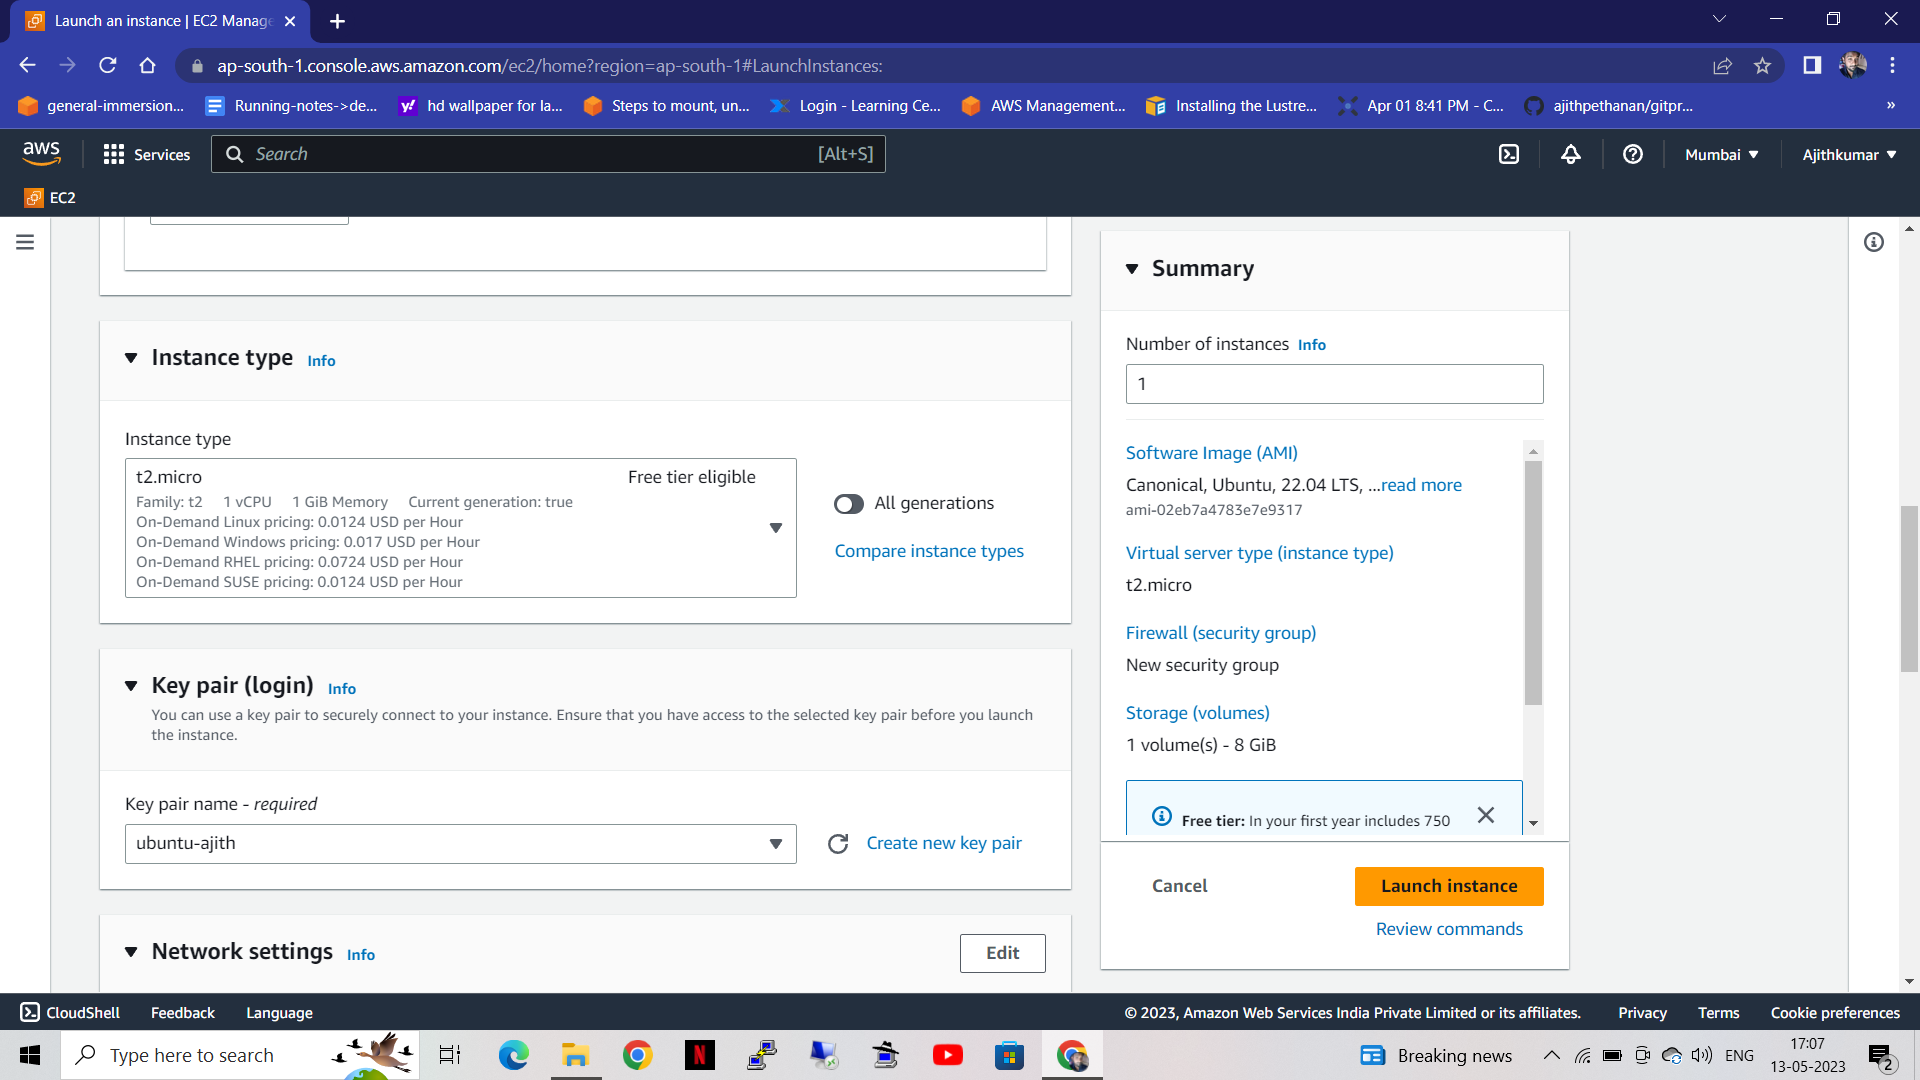 Launch an instance | EC2 Manage
ap-south-1.console.aws.amazon.com/ec2/home?region=ap-south-1#LaunchInstances:
general-immersion...
Running-notes->de...
hd wallpaper for la...
Steps to mount, un...
Login - Learning Ce...
AWS Management...
Installing the Lustre...
Apr 01 8:41 PM - C...
ajithpethanan/gitpr...
»
aws
Services
Search
[Alt+S]
Mumbai
Ajithkumar
EC2
Instance type Info
Instance type
t2.micro
Free tier eligible
Family: t2 1 vCPU 1 GiB Memory Current generation: true
On-Demand Linux pricing: 0.0124 USD per Hour
On-Demand Windows pricing: 0.017 USD per Hour
On-Demand RHEL pricing: 0.0724 USD per Hour
On-Demand SUSE pricing: 0.0124 USD per Hour
All generations
Compare instance types
Key pair (login) Info
You can use a key pair to securely connect to your instance. Ensure that you have access to the selected key pair before you launch
the instance.
Key pair name - required
ubuntu-ajith
Create new key pair
Network settings Info
Edit
Summary
Number of instances Info
1
Software Image (AMI)
Canonical, Ubuntu, 22.04 LTS, ...read more
ami-02eb7a4783e7e9317
Virtual server type (instance type)
t2.micro
Firewall (security group)
New security group
Storage (volumes)
1 volume(s) - 8 GiB
Free tier: In your first year includes 750
Cancel
Launch instance
Review commands
CloudShell
Feedback
Language
© 2023, Amazon Web Services India Private Limited or its affiliates.
Privacy
Terms
Cookie preferences
Type here to search
Breaking news
ENG
17:07
13-05-2023
2